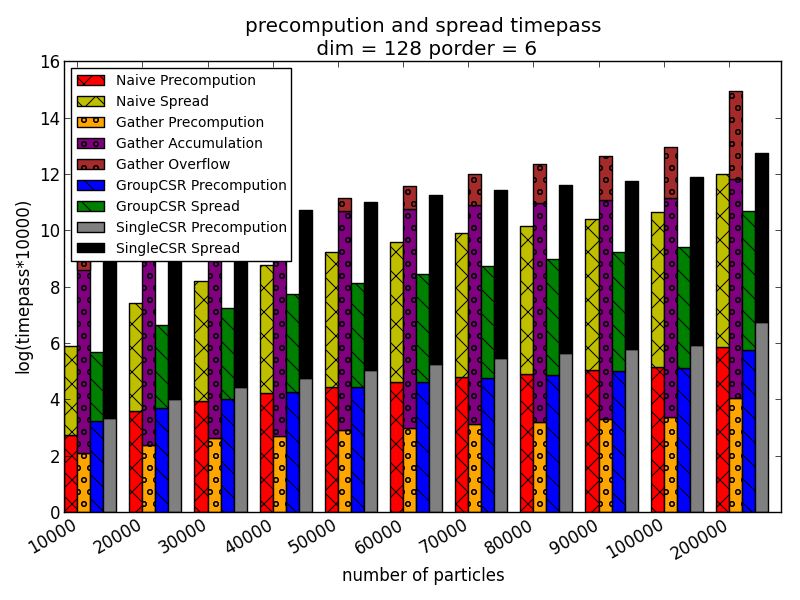 precompution and spread timepass
dim = 128 porder = 6
log(timepass*10000)
16
14
12
10
8
6
4
2
0
Naive Precompution
Naive Spread
Gather Precompution
Gather Accumulation
Gather Overflow
GroupCSR Precompution
GroupCSR Spread
SingleCSR Precompution
SingleCSR Spread
10000
20000
30000
40000
50000
60000
70000
80000
90000
100000
200000
number of particles